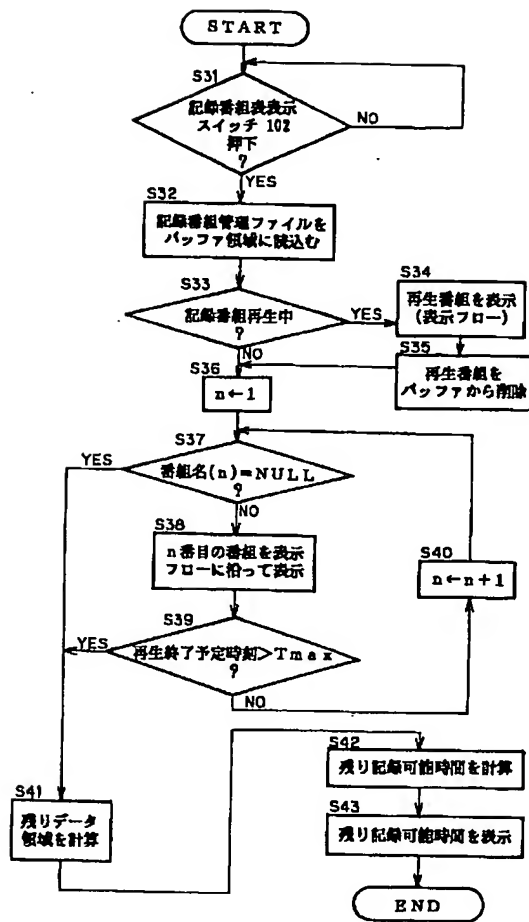 START
S31
記録番組表表示
スイッチ 102
押下
?
NO
YES
S32
記録番組管理ファイルを
バッファ領域に読込む
S33
記録番組再生中
?
YES
NO
S34
再生番組を表示
(表示フロー)
S35
再生番組を
バッファから削除
S36
n←1
S37
番組名(n)=NULL
?
YES
NO
S38
n番目の番組を表示
フローに沿って表示
S39
再生終了予定時刻>Tmax
?
YES
NO
S40
n←n+1
S41
残りデータ
領域を計算
S42
残り記録可能時間を計算
S43
残り記録可能時間を表示
END